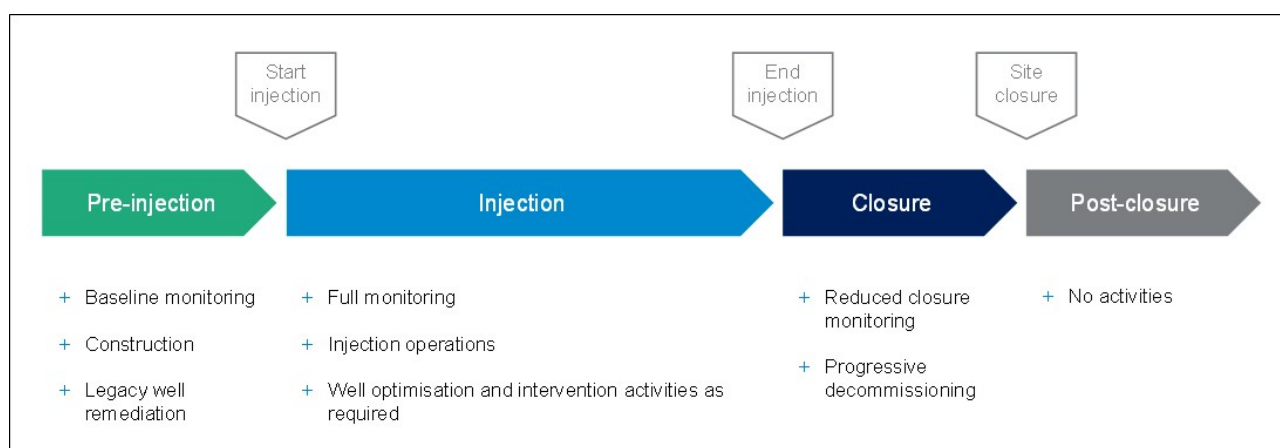 Start
injection
End
injection
Site
closure
Pre-injection
Injection
Closure
Post-closure
+ Baseline monitoring
+ Construction
+ Legacy well
remediation
+ Full monitoring
+ Injection operations
+ Well optimisation and intervention activities as
required
+ Reduced closure
monitoring
+ Progressive
decommissioning
+ No activities